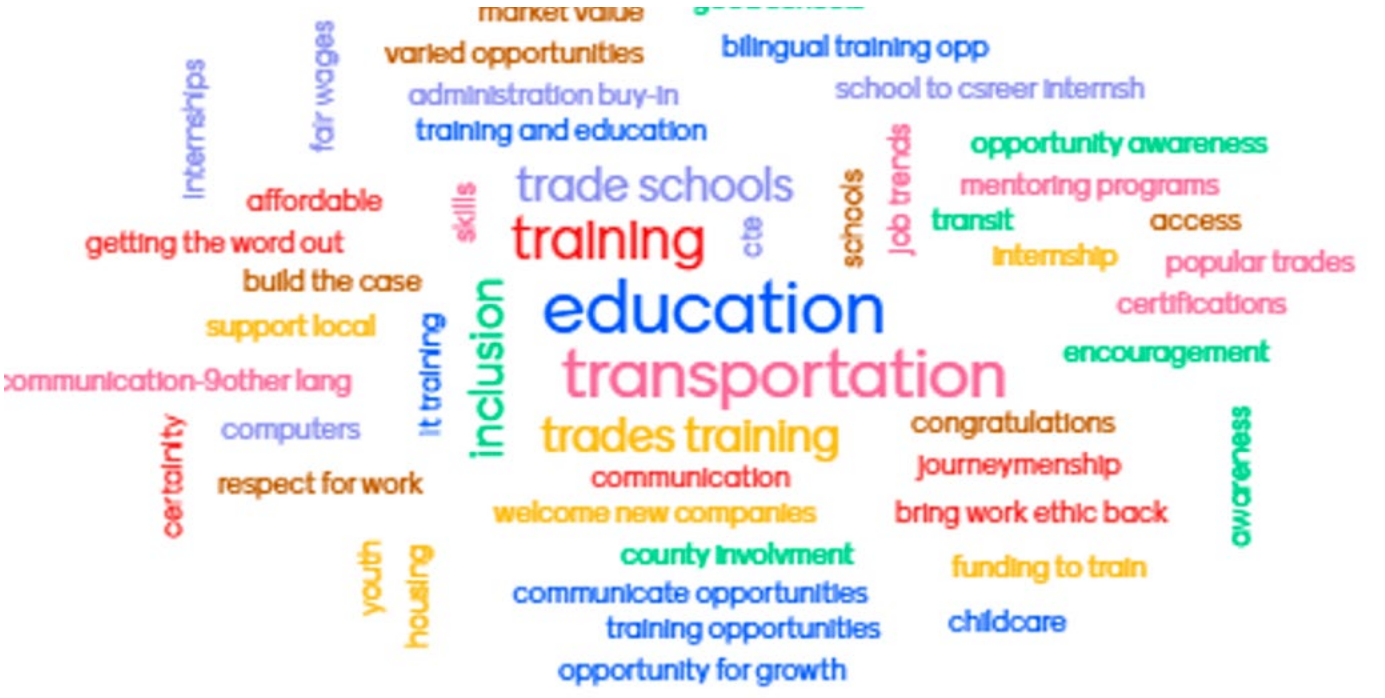 market value
varied opportunities
bilingual training opp
fair wages
internships
administration buy-in
school to csreer internsh
training and education
job trends
opportunity awareness
trade schools
schools
mentoring programs
affordable
skills
transit
access
training
cte
getting the word out
internship
popular trades
build the case
inclusion
education
certifications
support local
it training
encouragement
transportation
communication-9other lang
computers
trades training
congratulations
awareness
certainity
communication
journeymenship
respect for work
welcome new companies
bring work ethic back
youth
housing
county involvment
funding to train
communicate opportunities
childcare
training opportunities
opportunity for growth